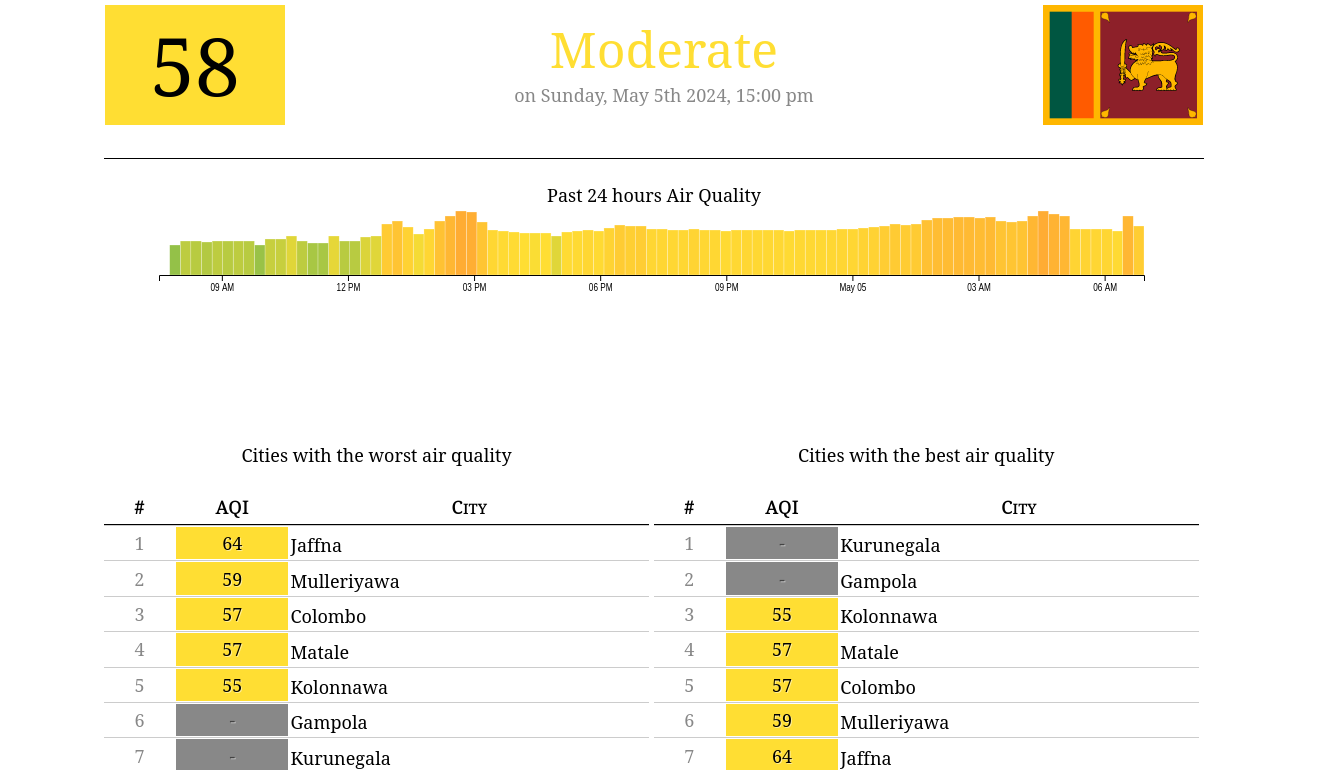 58
Moderate
on Sunday, May 5th 2024, 15:00 pm
Past 24 hours Air Quality
09 AM 12 PM 03 PM 06 PM 09 PM May 05 03 AM 06 AM
Cities with the worst air quality
# AQI City
1 64 Jaffna
2 59 Mulleriyawa
3 57 Colombo
4 57 Matale
5 55 Kolonnawa
6 - Gampola
7 - Kurunegala
Cities with the best air quality
# AQI City
1 - Kurunegala
2 - Gampola
3 55 Kolonnawa
4 57 Matale
5 57 Colombo
6 59 Mulleriyawa
7 64 Jaffna